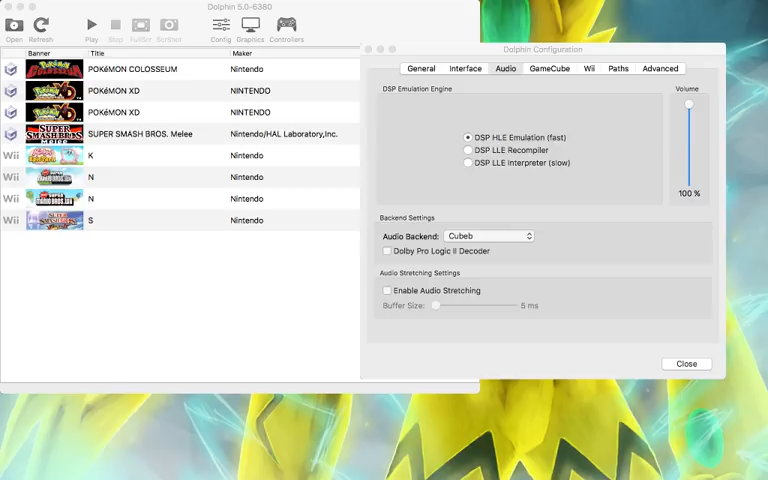 Dolphin 5.0-6380
Open Refresh Play Stop FullScr ScrShot Config Graphics Controllers
Banner Title Maker
POKéMON COLOSSEUM Nintendo
POKéMON XD NINTENDO
POKéMON XD NINTENDO
SUPER SMASH BROS. Melee Nintendo/HAL Laboratory,Inc.
Wii K Nintendo
Wii N Nintendo
Wii N Nintendo
Wii S Nintendo
Dolphin Configuration
General Interface Audio GameCube Wii Paths Advanced
DSP Emulation Engine
DSP HLE Emulation (fast)
DSP LLE Recompiler
DSP LLE Interpreter (slow)
Volume
100 %
Backend Settings
Audio Backend: Cubeb
Dolby Pro Logic II Decoder
Audio Stretching Settings
Enable Audio Stretching
Buffer Size: 5 ms
Close